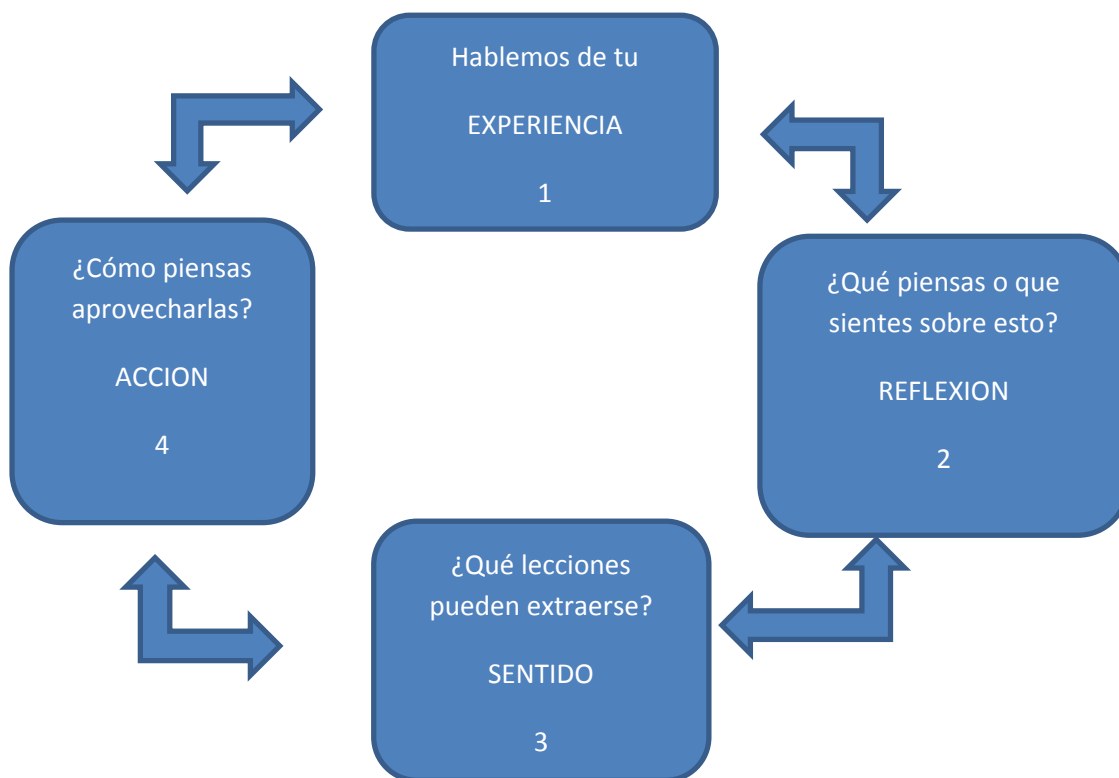 Hablemos de tu
EXPERIENCIA
1
¿Qué piensas o que
sientes sobre esto?
REFLEXION
2
¿Qué lecciones
pueden extraerse?
SENTIDO
3
¿Cómo piensas
aprovecharlas?
ACCION
4